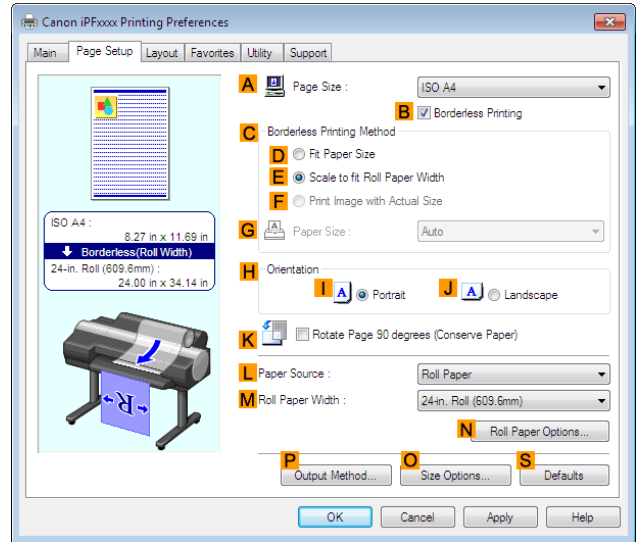 Canon iPFxxxx Printing Preferences
Main Page Setup Layout Favorites Utility Support
A Page Size : ISO A4
B Borderless Printing
C Borderless Printing Method
D Fit Paper Size
E Scale to fit Roll Paper Width
F Print Image with Actual Size
G Paper Size : Auto
ISO A4 :
8.27 in x 11.69 in
Borderless(Roll Width)
24-in. Roll (609.6mm) :
24.00 in x 34.14 in
H Orientation
I A Portrait J A Landscape
K Rotate Page 90 degrees (Conserve Paper)
L Paper Source : Roll Paper
M Roll Paper Width : 24-in. Roll (609.6mm)
N Roll Paper Options...
P Output Method... O Size Options... S Defaults
R
OK Cancel Apply Help